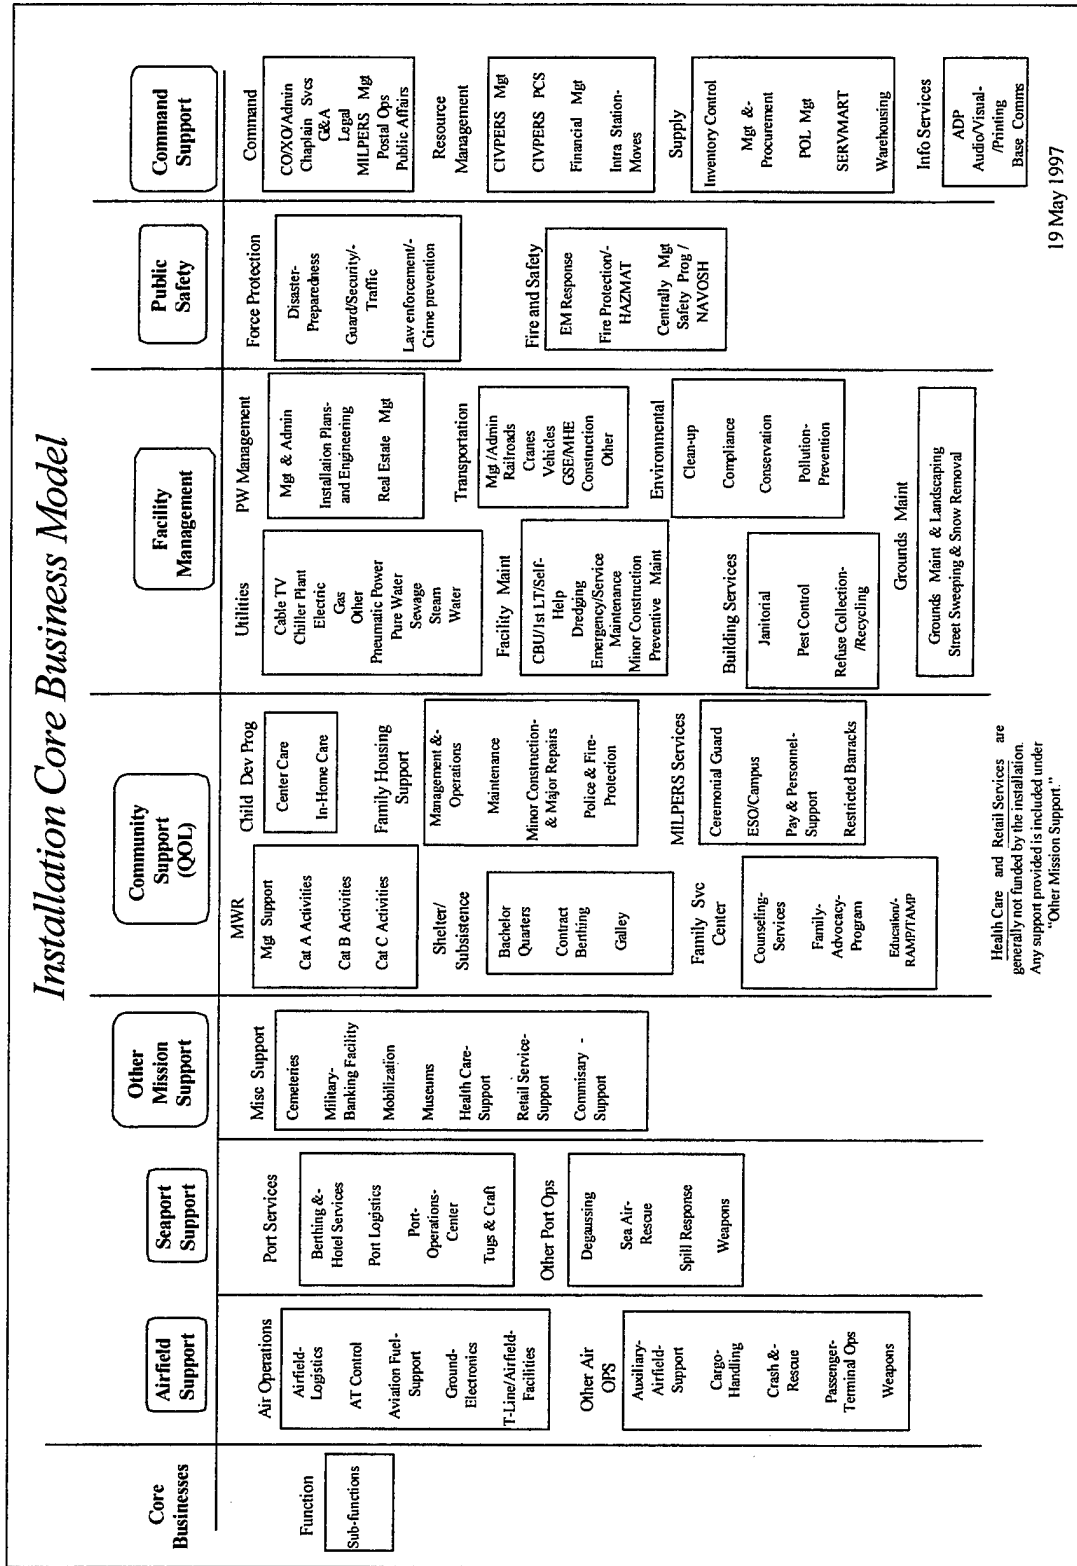 Installation Core Business Model
Core
Businesses
Function
Sub-functions
Airfield
Support
Air Operations
Airfield-
Logistics
AT Control
Aviation Fuel-
Support
Ground-
Electronics
T-Line/Airfield-
Facilities
Other Air
OPS
Auxiliary-
Airfield-
Support
Cargo-
Handling
Crash &-
Rescue
Passenger-
Terminal Ops
Weapons
Seaport
Support
Port Services
Berthing &-
Hotel Services
Port Logistics
Port-
Operations-
Center
Tugs & Craft
Other Port Ops
Degaussing
Sea Air-
Rescue
Spill Response
Weapons
Other
Mission
Support
Misc Support
Cemeteries
Military-
Banking Facility
Mobilization
Museums
Health Care-
Support
Retail Service-
Support
Commisary -
Support
Community
Support
(QOL)
MWR
Mgt Support
Cat A Activities
Cat B Activities
Cat C Activities
Shelter/
Subsistence
Bachelor
Quarters
Contract
Berthing
Galley
Family Svc
Center
Counseling-
Services
Family-
Advocacy-
Program
Education/-
RAMP/TAMP
Child Dev Prog
Center Care
In-Home Care
Family Housing
Support
Management &-
Operations
Maintenance
Minor Construction-
& Major Repairs
Police & Fire-
Protection
MILPERS Services
Ceremonial Guard
ESO/Campus
Pay & Personnel-
Support
Restricted Barracks
Facility
Management
Utilities
Cable TV
Chiller Plant
Electric
Gas
Other
Pneumatic Power
Pure Water
Sewage
Steam
Water
Facility Maint
CBU/1st LT/Self-
Help
Dredging
Emergency/Service
Maintenance
Minor Construction
Preventive Maint
Building Services
Janitorial
Pest Control
Refuse Collection-
/Recycling
PW Management
Mgt & Admin
Installation Plans-
and Engineering
Real Estate Mgt
Transportation
Mgt /Admin
Railroads
Cranes
Vehicles
GSE/MHE
Construction
Other
Environmental
Clean-up
Compliance
Conservation
Pollution-
Prevention
Grounds Maint
Grounds Maint & Landscaping
Street Sweeping & Snow Removal
Public
Safety
Force Protection
Disaster-
Preparedness
Guard/Security/-
Traffic
Law enforcement/-
Crime prevention
Fire and Safety
EM Response
Fire Protection/-
HAZMAT
Centrally Mgt
Safety Prog /
NAVOSH
Command
Support
Command
CO/XO/Admin
Chaplain Svcs
G&A
Legal
MILPERS Mgt
Postal Ops
Public Affairs
Resource
Management
CIVPERS Mgt
CIVPERS PCS
Financial Mgt
Intra Station-
Moves
Supply
Inventory Control
Mgt &-
Procurement
POL Mgt
SERVMART
Warehousing
Info Services
ADP
Audio/Visual-
/Printing
Base Comms
Health Care and Retail Services are
generally not funded by the installation.
Any support provided is included under
"Other Mission Support."
19 May 1997